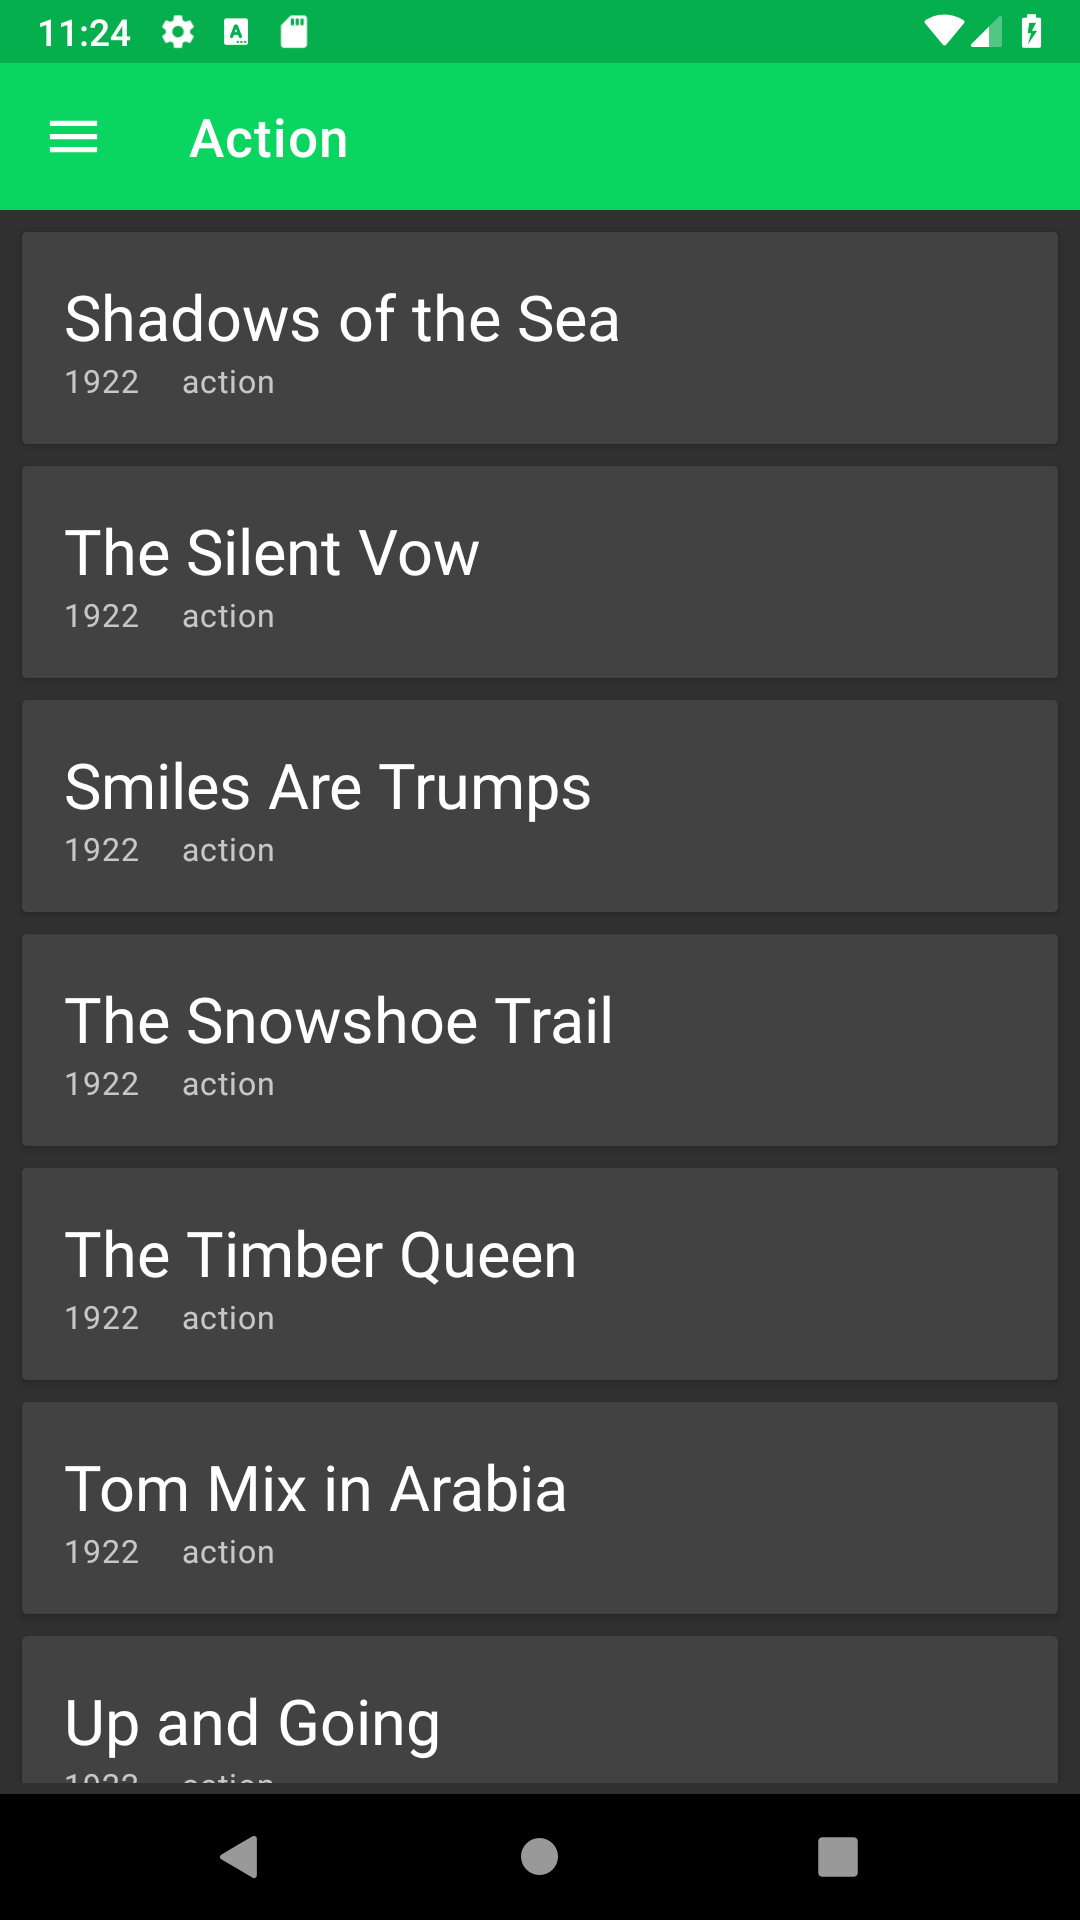 11:24
Action
Shadows of the Sea
1922 action
The Silent Vow
1922 action
Smiles Are Trumps
1922 action
The Snowshoe Trail
1922 action
The Timber Queen
1922 action
Tom Mix in Arabia
1922 action
Up and Going
1922 action